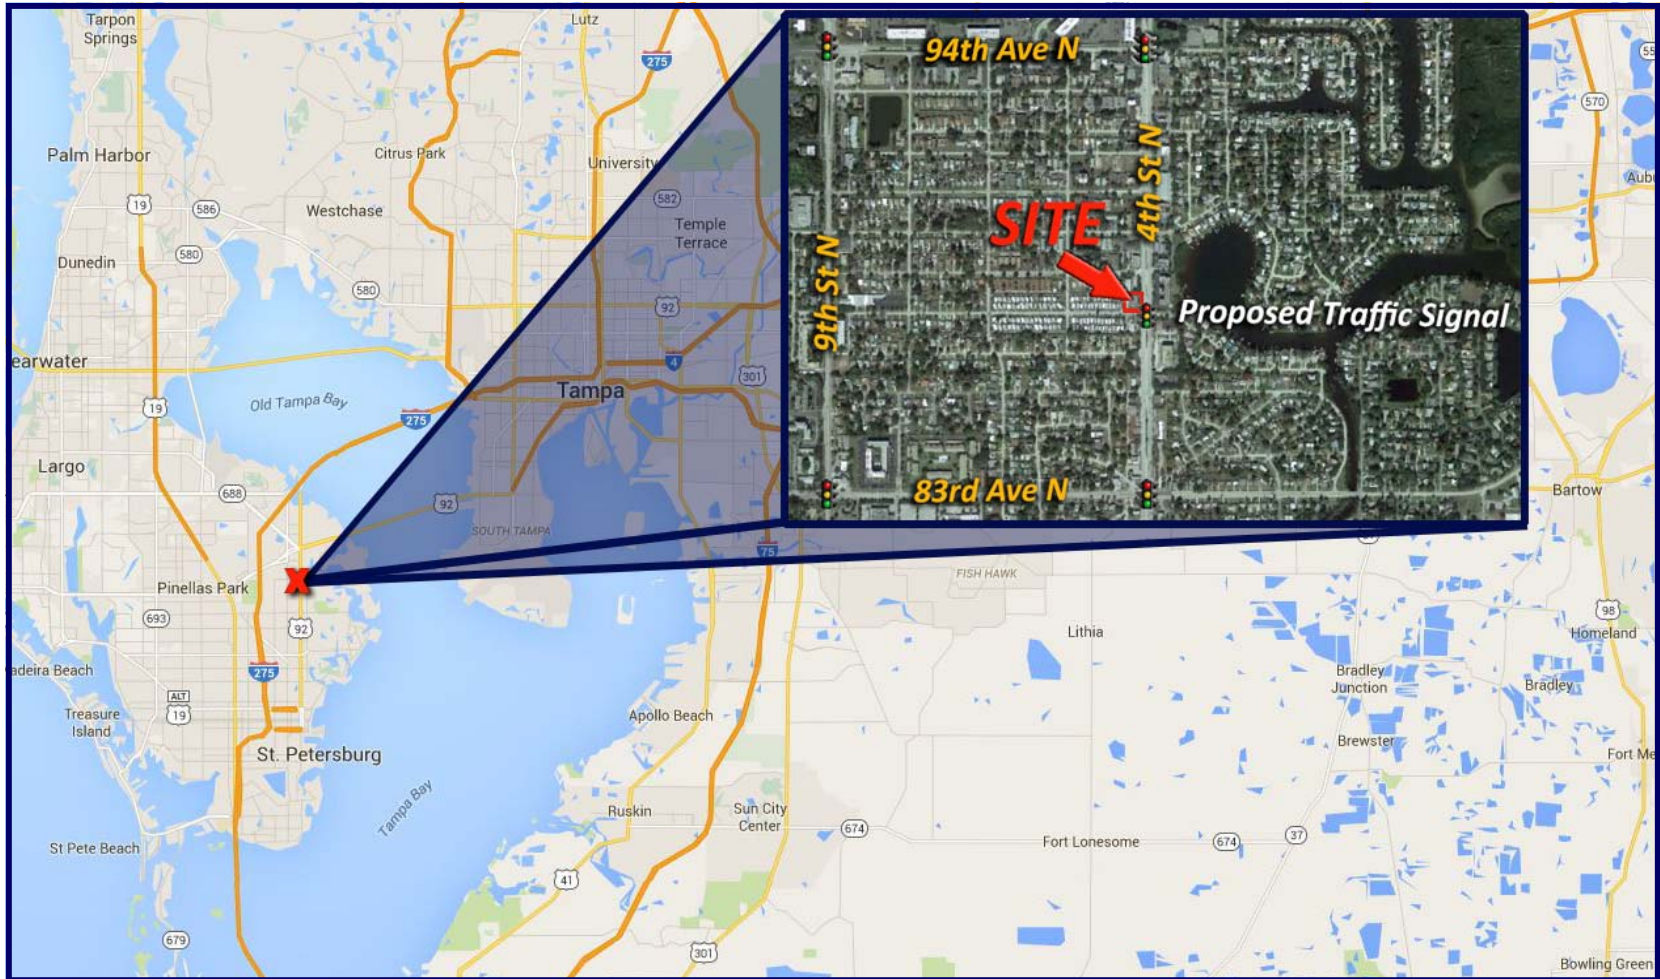 Tarpon
Springs
Lutz
275
55
570
Palm Harbor
Citrus Park
University
Aub
19
586
Westchase
582
Temple
Terrace
580
Dunedin
580
92
earwater
4
301
Tampa
Old Tampa Bay
19
275
Largo
688
92
SOUTH TAMPA
Bartow
75
FISH HAWK
Pinellas Park
693
92
98
Lithia
Homeland
adeira Beach
275
Bradley
Junction
Bradley
ALT
19
Treasure
Island
Apollo Beach
Brewster
St. Petersburg
Fort Me
Tampa Bay
Ruskin
Sun City
Center
674
St Pete Beach
Fort Lonesome
674
37
41
679
301
Bowling Green
94th Ave N
4th St N
SITE
9th St N
Proposed Traffic Signal
83rd Ave N
X